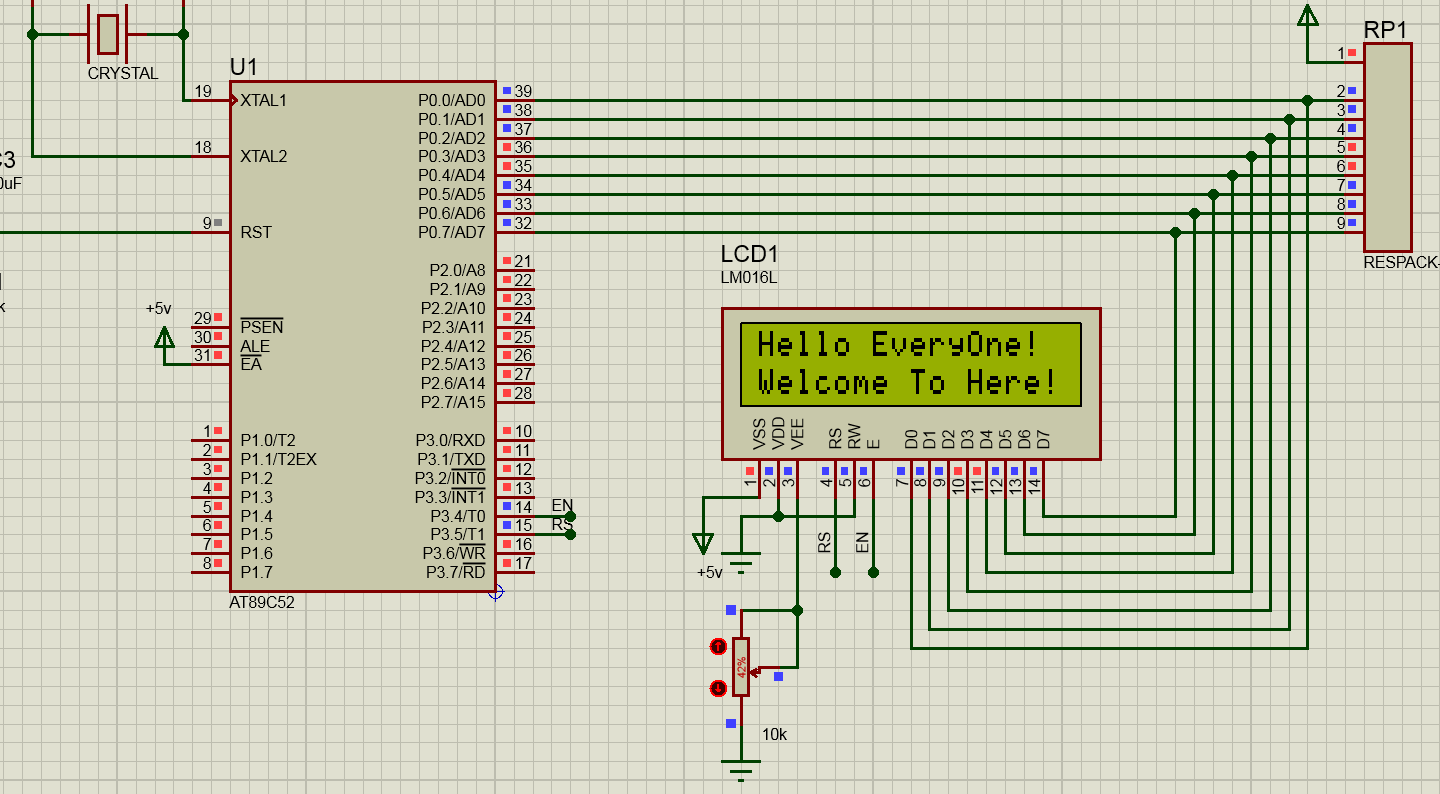 CRYSTAL
C3
0uF
k
U1
AT89C52
19 XTAL1
18 XTAL2
9 RST
+5v
29 PSEN
30 ALE
31 EA
1 P1.0/T2
2 P1.1/T2EX
3 P1.2
4 P1.3
5 P1.4
6 P1.5
7 P1.6
8 P1.7
P0.0/AD0 39
P0.1/AD1 38
P0.2/AD2 37
P0.3/AD3 36
P0.4/AD4 35
P0.5/AD5 34
P0.6/AD6 33
P0.7/AD7 32
P2.0/A8 21
P2.1/A9 22
P2.2/A10 23
P2.3/A11 24
P2.4/A12 25
P2.5/A13 26
P2.6/A14 27
P2.7/A15 28
P3.0/RXD 10
P3.1/TXD 11
P3.2/INT0 12
P3.3/INT1 13
P3.4/T0 14 EN
P3.5/T1 15 RS
P3.6/WR 16
P3.7/RD 17
LCD1
LM016L
Hello EveryOne!
Welcome To Here!
VSS VDD VEE RS RW E D0 D1 D2 D3 D4 D5 D6 D7
1 2 3 4 5 6 7 8 9 10 11 12 13 14
RS EN
+5v
42%
10k
RP1
1
2
3
4
5
6
7
8
9
RESPACK-